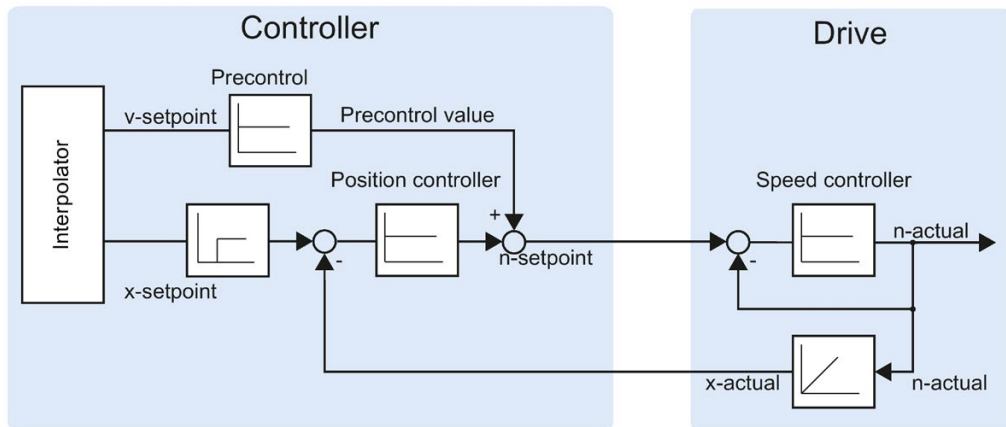 Controller
Drive
Precontrol
v-setpoint
Precontrol value
Interpolator
Position controller
Speed controller
+
n-actual
-
-
n-setpoint
x-setpoint
x-actual
n-actual